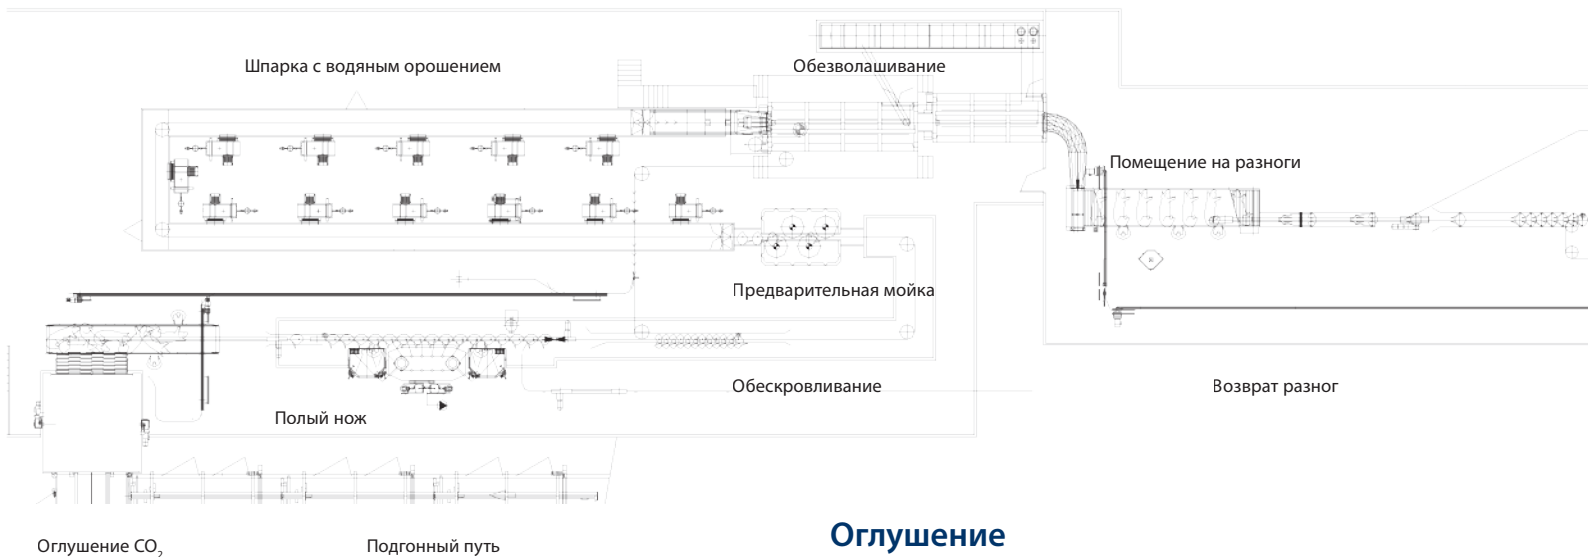 Шпарка с водяным орошением
Обезволашивание
Помещение на разноги
Предварительная мойка
Обескровливание
Возврат разног
Полый нож
Оглушение
Оглушение CO₂
Подгонный путь